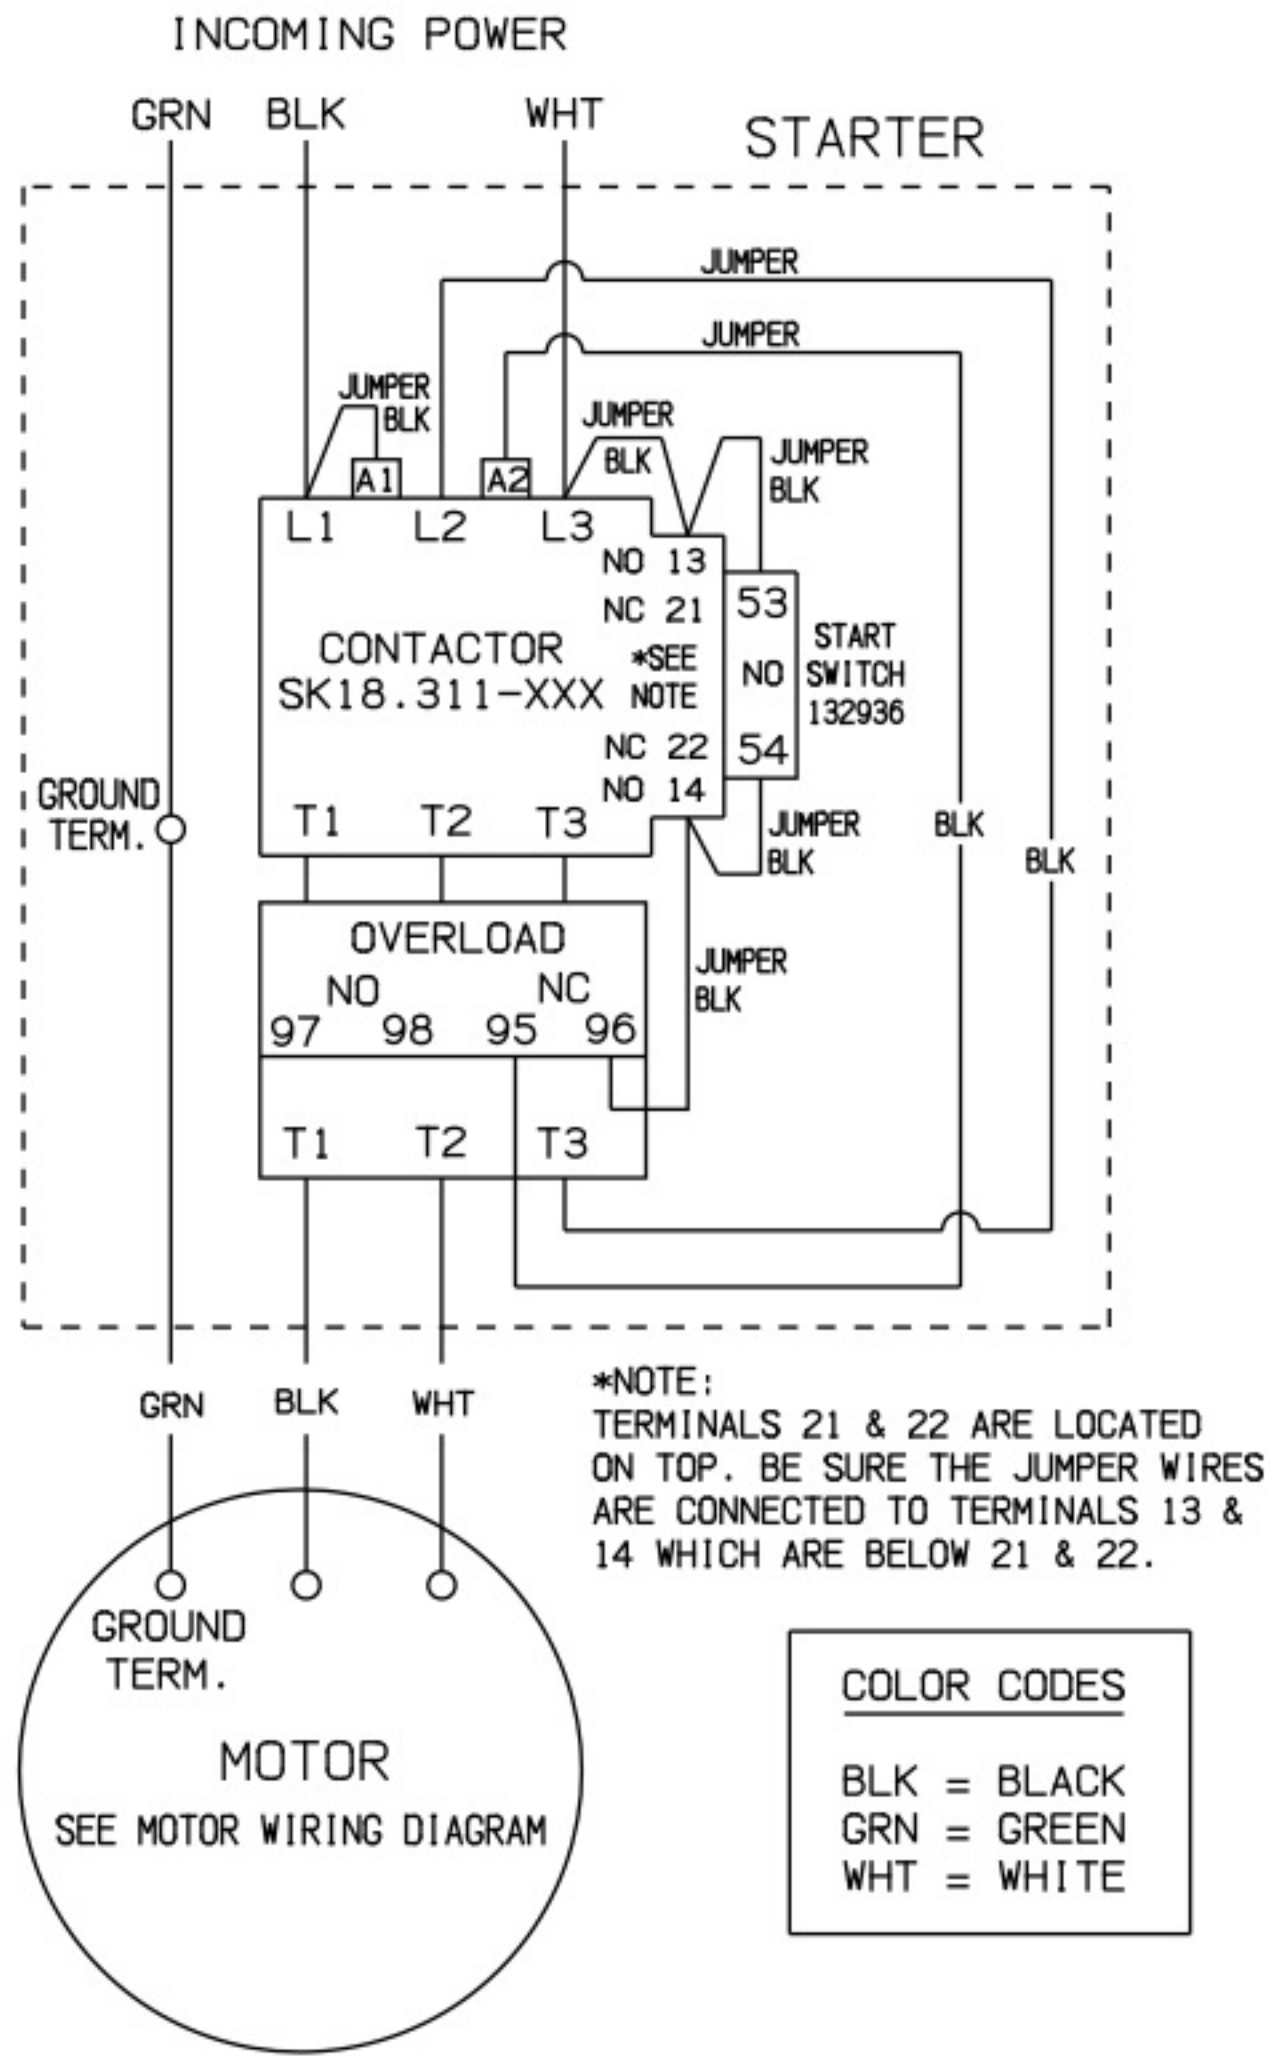 INCOMING POWER
GRN BLK WHT
STARTER
JUMPER
JUMPER
JUMPER
BLK
JUMPER
BLK
JUMPER
BLK
A1 A2
L1 L2 L3
NO 13
NC 21
53
CONTACTOR
SK18.311-XXX
*SEE
NOTE
NO
START
SWITCH
132936
NC 22
54
NO 14
GROUND
TERM.
T1 T2 T3
JUMPER
BLK
BLK
BLK
OVERLOAD
NO NC
97 98 95 96
JUMPER
BLK
T1 T2 T3
GRN BLK WHT
*NOTE:
TERMINALS 21 & 22 ARE LOCATED
ON TOP. BE SURE THE JUMPER WIRES
ARE CONNECTED TO TERMINALS 13 &
14 WHICH ARE BELOW 21 & 22.
GROUND
TERM.
MOTOR
SEE MOTOR WIRING DIAGRAM
COLOR CODES
BLK = BLACK
GRN = GREEN
WHT = WHITE